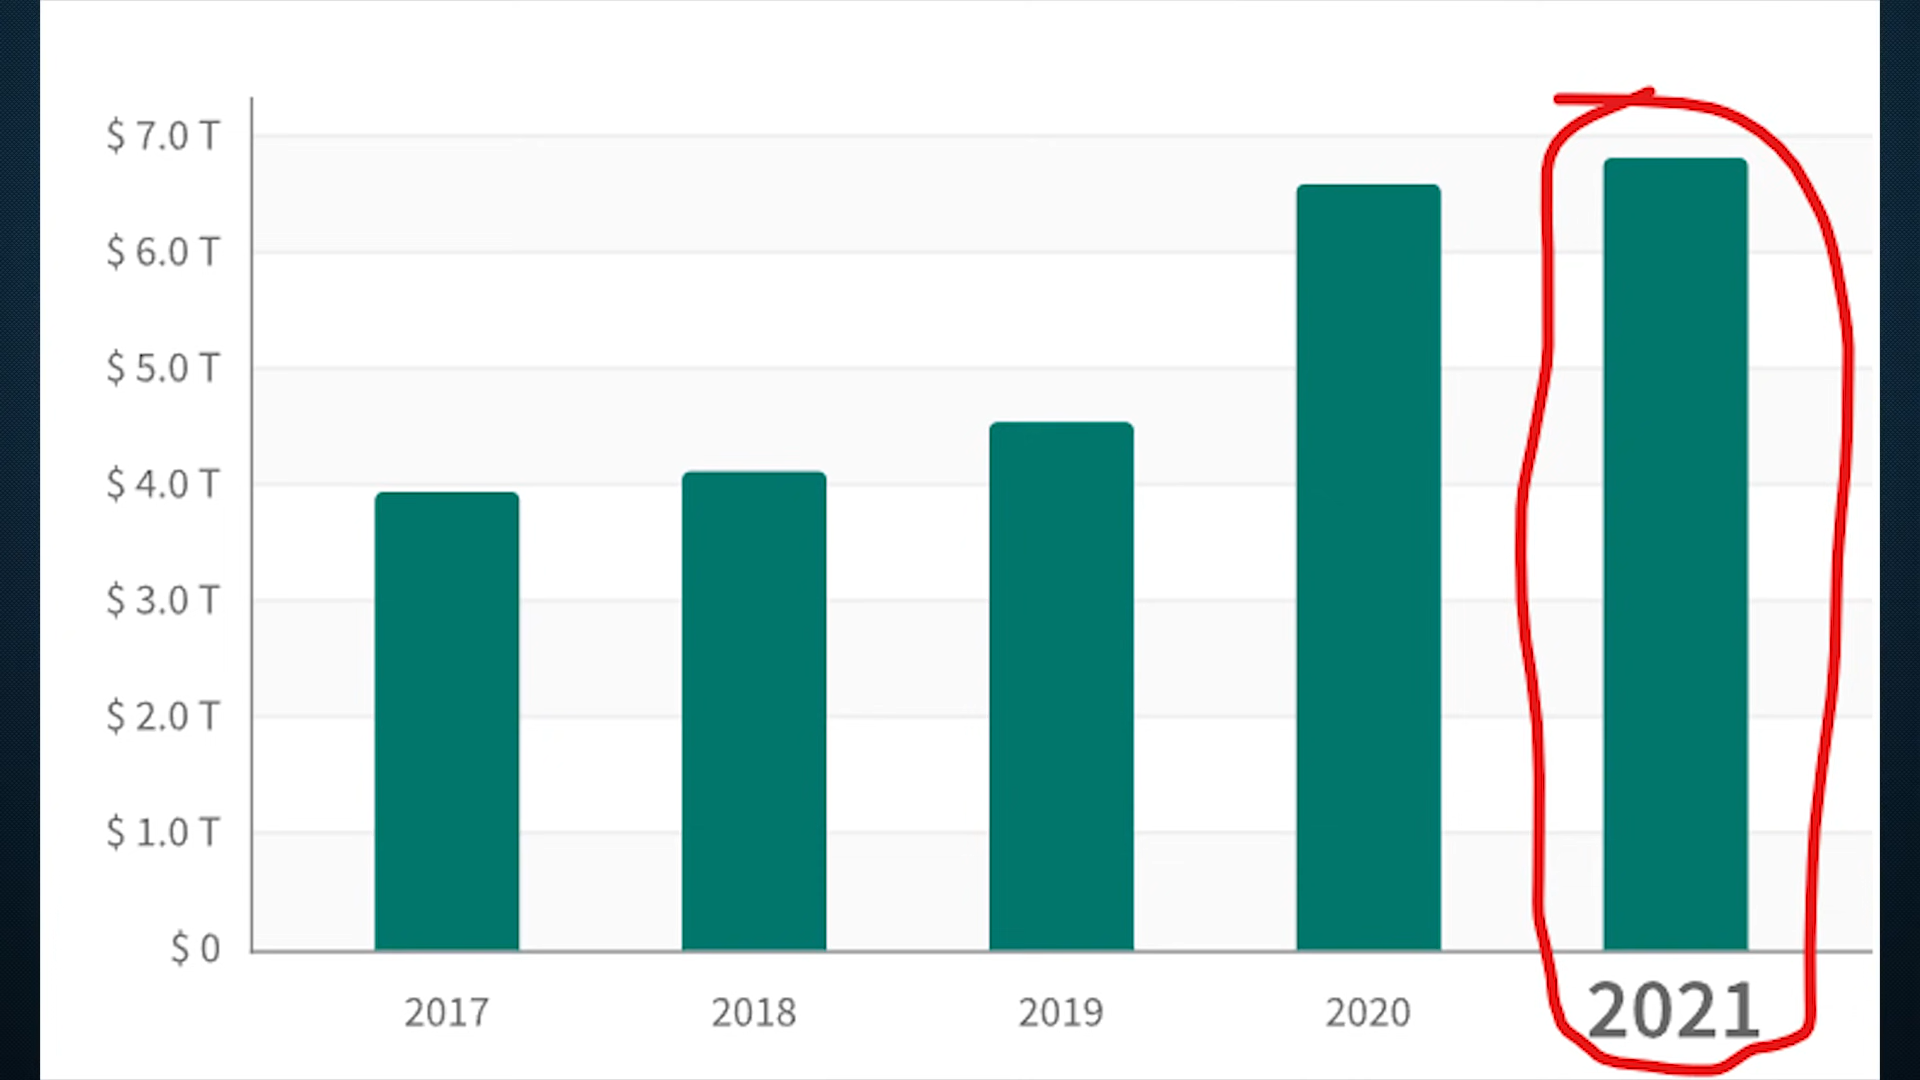 $ 7.0 T
$ 6.0 T
$ 5.0 T
$ 4.0 T
$ 3.0 T
$ 2.0 T
$ 1.0 T
$ 0
2017 2018 2019 2020 2021